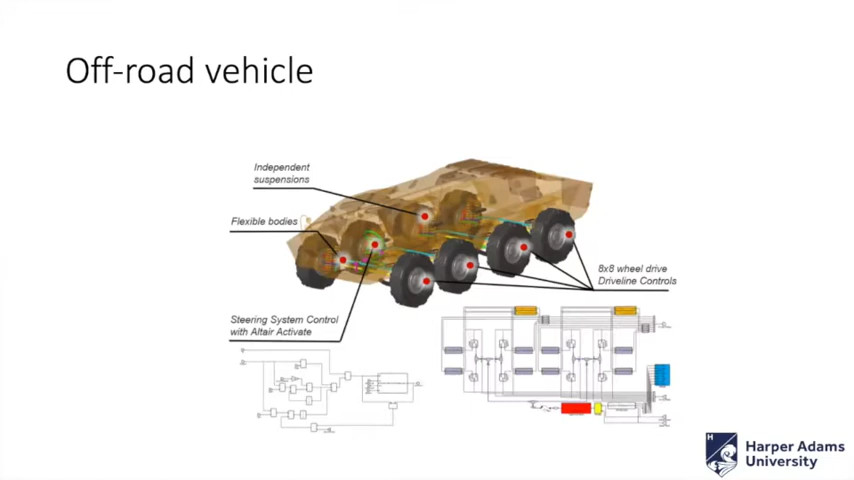 Off-road vehicle
Independent
suspensions
Flexible bodies
8x8 wheel drive
Driveline Controls
Steering System Control
with Altair Activate
H
Harper Adams
University